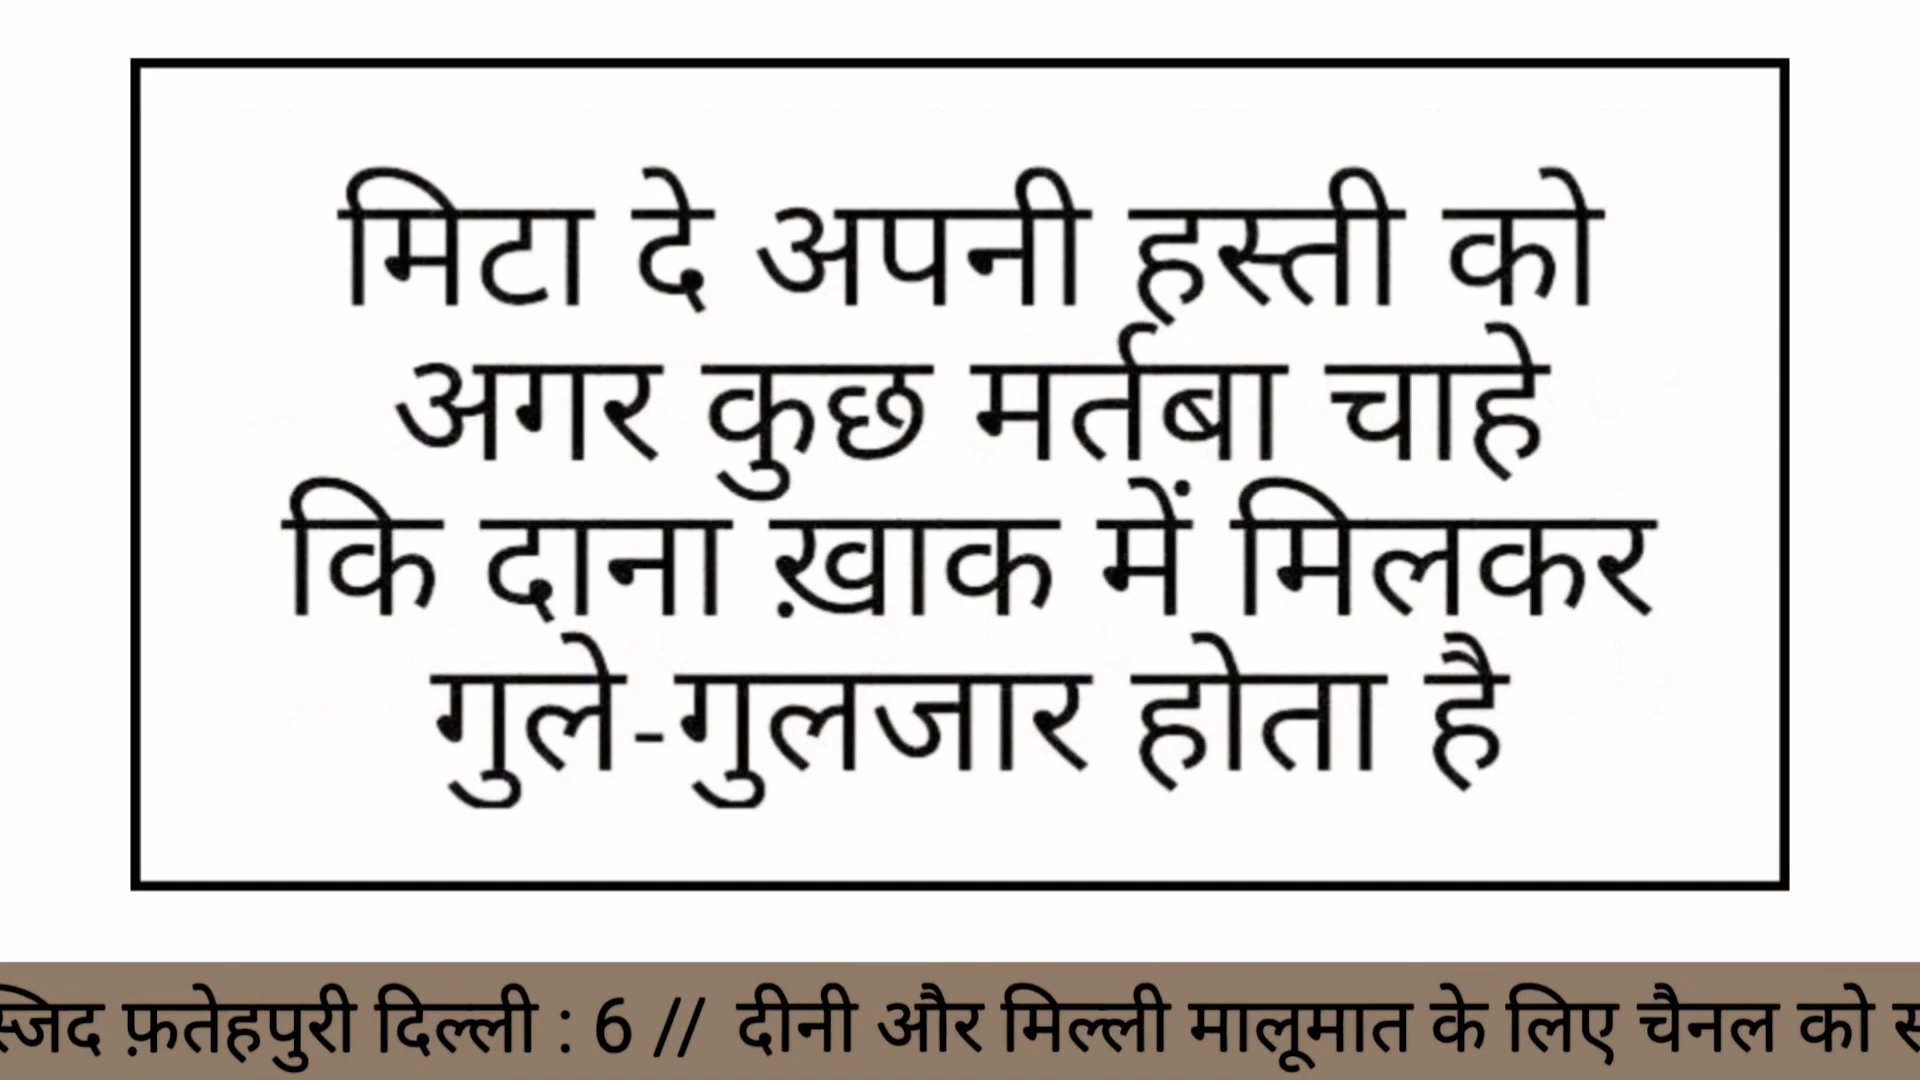 मिटा दे अपनी हस्ती को
अगर कुछ मर्तबा चाहे
कि दाना ख़ाक में मिलकर
गुले-गुलजार होता है
फ़तेहपुरी दिल्ली : 6 // दीनी और मिल्ली मालूमात के लिए चैनल को